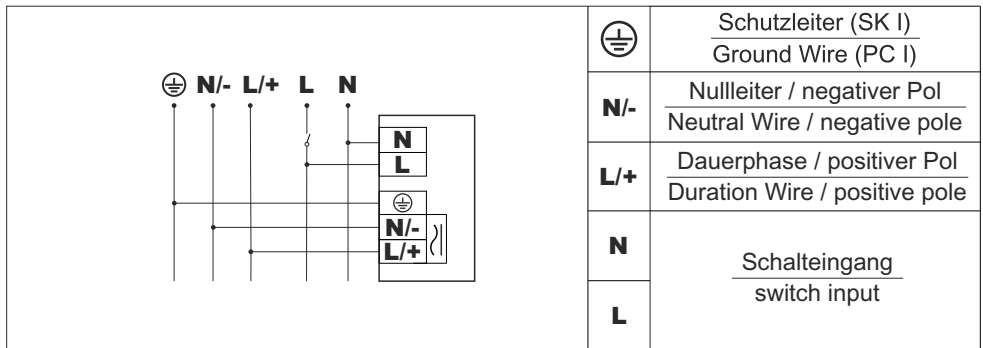 ⏚ N/- L/+ L N
N
L
⏚
N/-
L/+
⏚ Schutzleiter (SK I)
Ground Wire (PC I)
N/- Nullleiter / negativer Pol
Neutral Wire / negative pole
L/+ Dauerphase / positiver Pol
Duration Wire / positive pole
N
Schalteingang
switch input
L